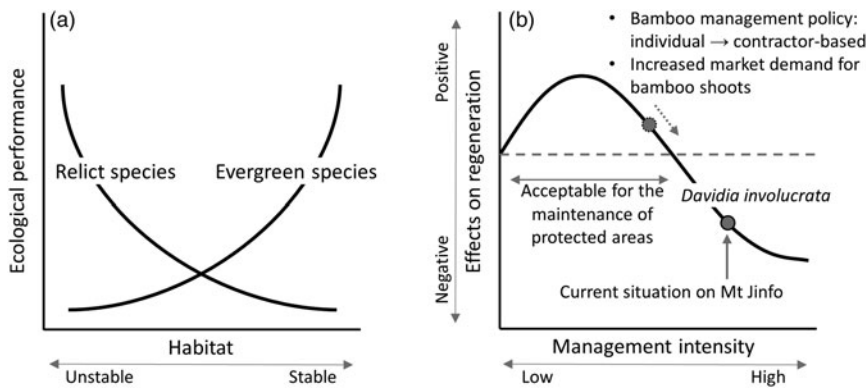 (a)
Ecological performance
Relict species
Evergreen species
Habitat
Unstable
Stable
(b)
• Bamboo management policy:
individual → contractor-based
• Increased market demand for
bamboo shoots
Positive
Negative
Effects on regeneration
Acceptable for the
maintenance of
protected areas
Davidia involucrata
Current situation on Mt Jinfo
Management intensity
Low
High